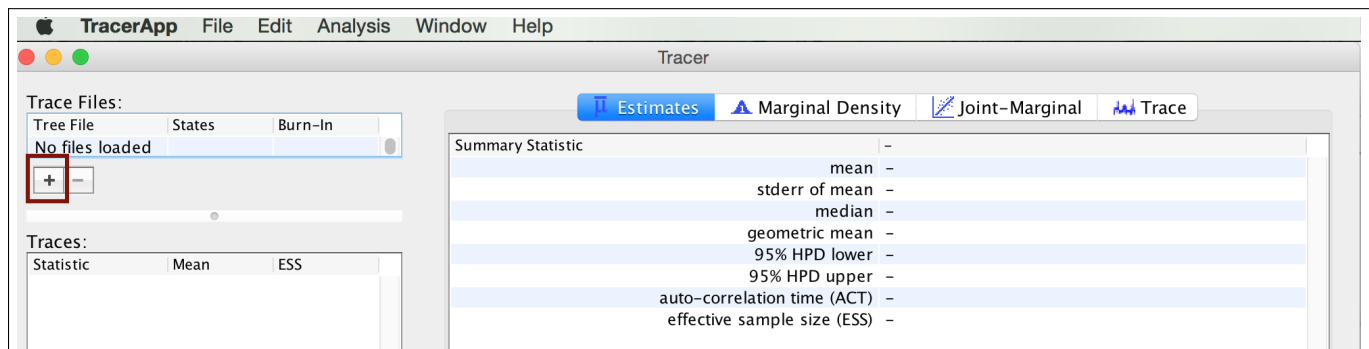 TracerApp File Edit Analysis Window Help
Tracer
Trace Files:
Tree File States Burn-In
No files loaded
+ −
Traces:
Statistic Mean ESS
μ Estimates Marginal Density Joint-Marginal Trace
Summary Statistic -
mean -
stderr of mean -
median -
geometric mean -
95% HPD lower -
95% HPD upper -
auto-correlation time (ACT) -
effective sample size (ESS) -